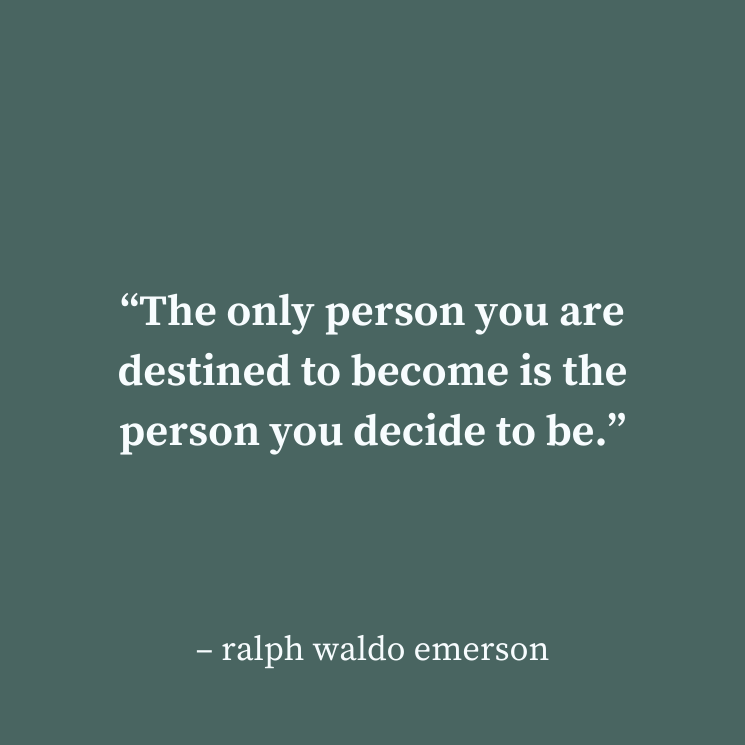 “The only person you are
destined to become is the
person you decide to be.”
– ralph waldo emerson